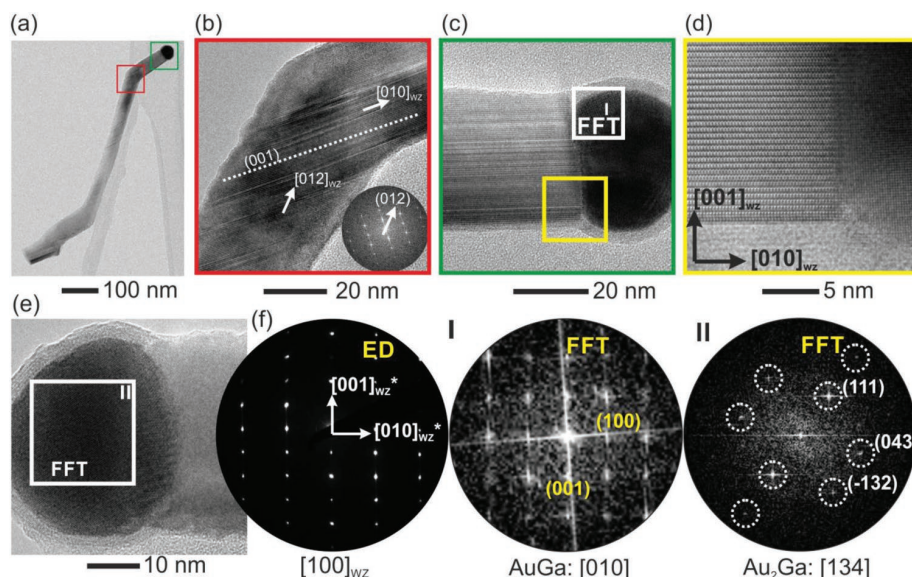 (a)
(b)
(c)
(d)
[010]wz
(001)
[012]wz
(012)
I
FFT
[001]wz
[010]wz
100 nm
20 nm
20 nm
5 nm
(e)
II
FFT
10 nm
(f)
ED
[001]wz*
[010]wz*
[100]wz
I
FFT
(100)
(001)
AuGa: [010]
II
FFT
(111)
(043)
(-132)
Au₂Ga: [134]